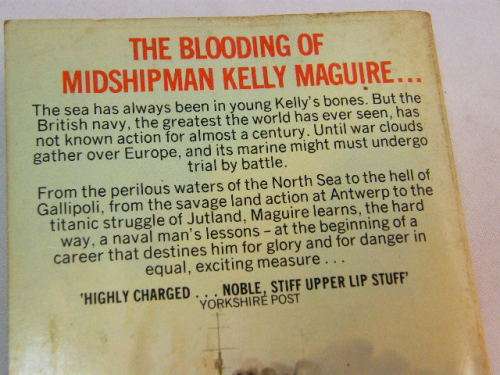 THE BLOODING OF
MIDSHIPMAN KELLY MAGUIRE...
The sea has always been in young Kelly's bones. But the
British navy, the greatest the world has ever seen, has
not known action for almost a century. Until war clouds
gather over Europe, and its marine might must undergo
trial by battle.
From the perilous waters of the North Sea to the hell of
Gallipoli, from the savage land action at Antwerp to the
titanic struggle of Jutland, Maguire learns, the hard
way, a naval man's lessons – at the beginning of a
career that destines him for glory and for danger in
equal, exciting measure...
'HIGHLY CHARGED ... NOBLE, STIFF UPPER LIP STUFF'
YORKSHIRE POST